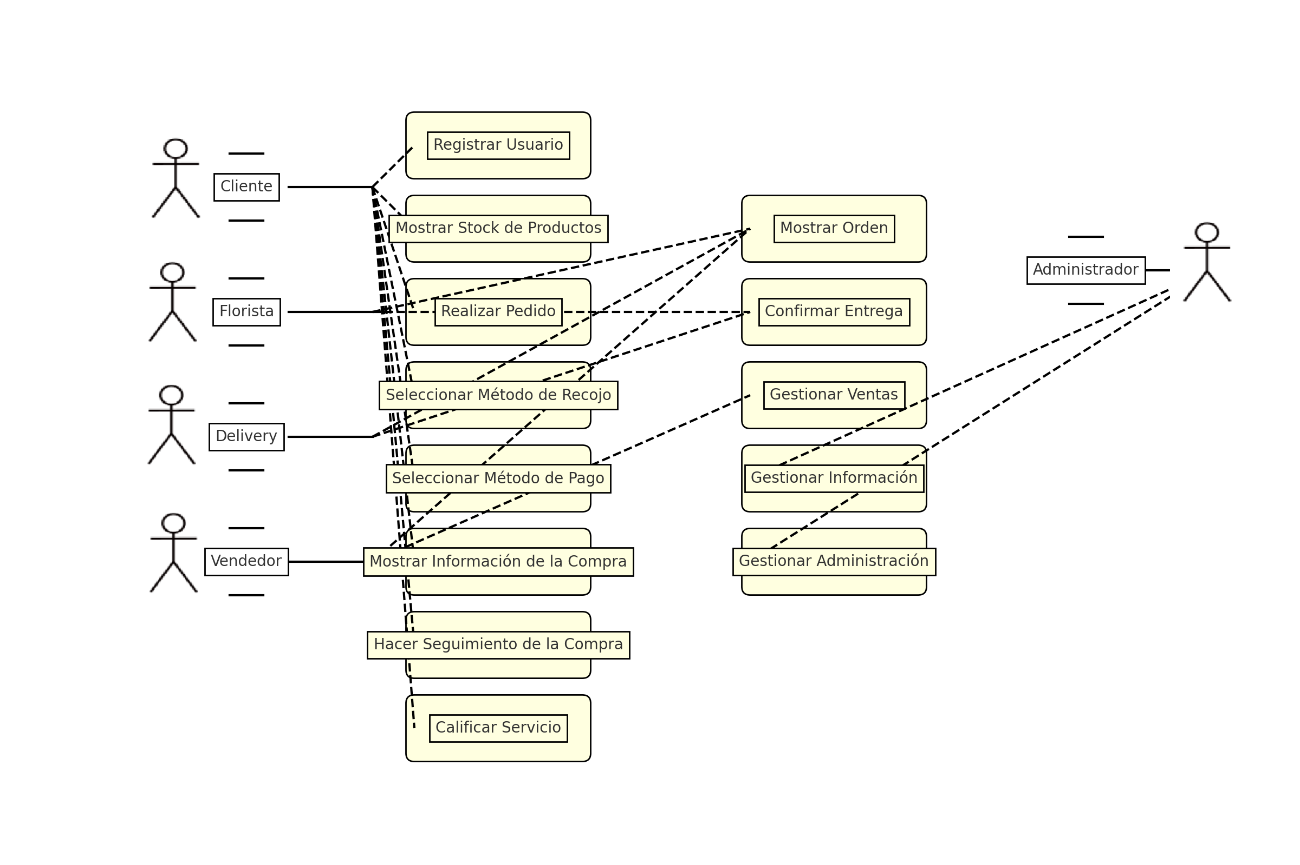 Cliente
Florista
Delivery
Vendedor
Registrar Usuario
Mostrar Stock de Productos
Realizar Pedido
Seleccionar Método de Recojo
Seleccionar Método de Pago
Mostrar Información de la Compra
Hacer Seguimiento de la Compra
Calificar Servicio
Mostrar Orden
Confirmar Entrega
Gestionar Ventas
Gestionar Información
Gestionar Administración
Administrador